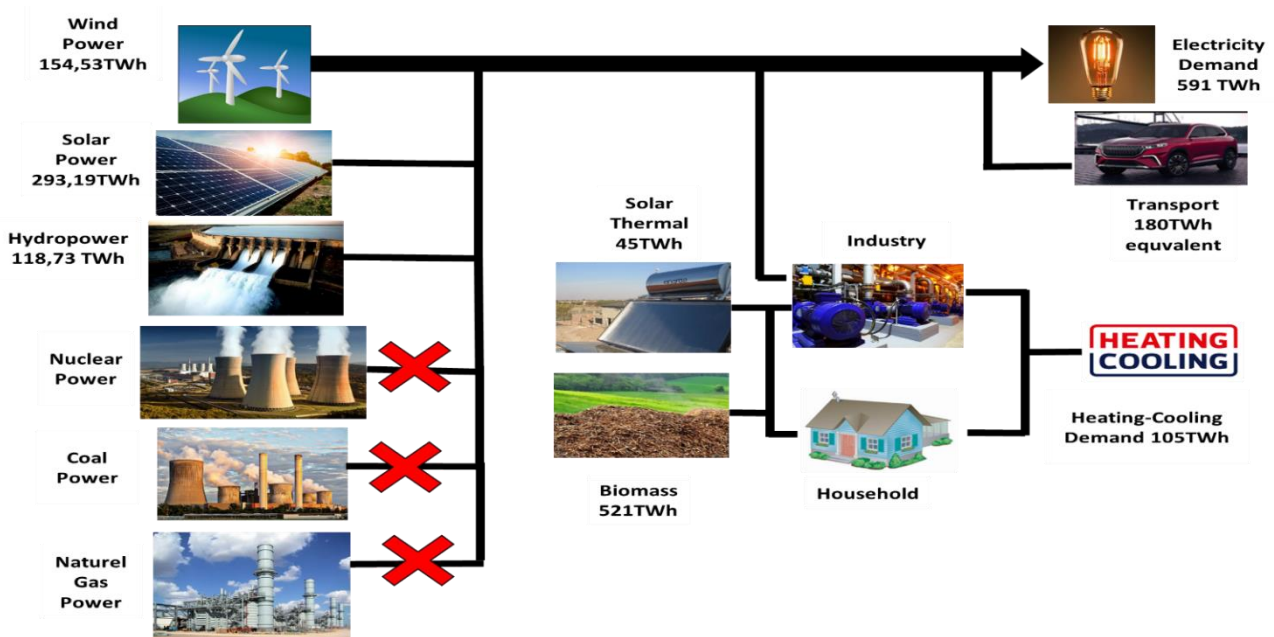 Wind
Power
154,53TWh
Solar
Power
293,19TWh
Hydropower
118,73 TWh
Nuclear
Power
Coal
Power
Naturel
Gas
Power
Solar
Thermal
45TWh
Biomass
521TWh
Industry
Household
Electricity
Demand
591 TWh
Transport
180TWh
equvalent
HEATING
COOLING
Heating-Cooling
Demand 105TWh